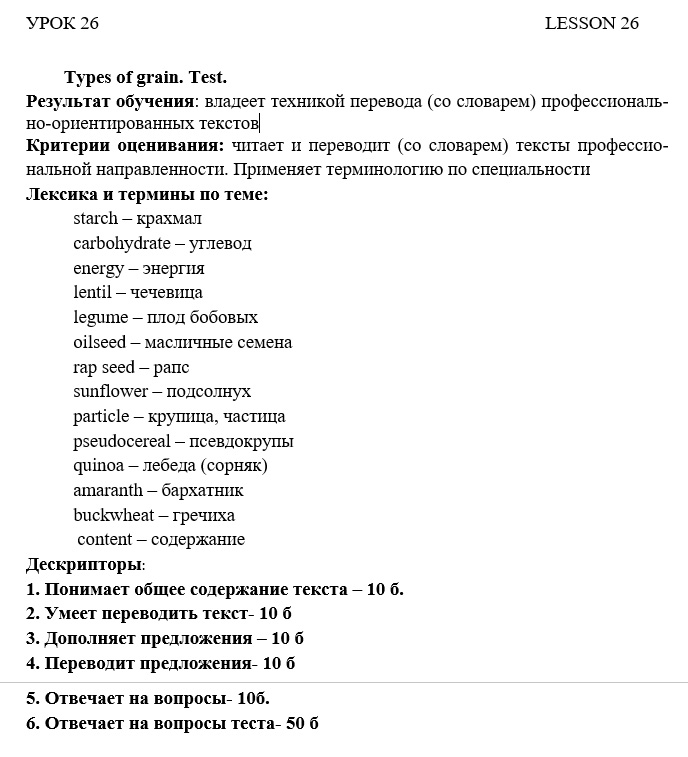 УРОК 26 LESSON 26
Types of grain. Test.
Результат обучения: владеет техникой перевода (со словарем) профессиональ-
но-ориентированных текстов
Критерии оценивания: читает и переводит (со словарем) тексты профессио-
нальной направленности. Применяет терминологию по специальности
Лексика и термины по теме:
starch – крахмал
carbohydrate – углевод
energy – энергия
lentil – чечевица
legume – плод бобовых
oilseed – масличные семена
rap seed – рапс
sunflower – подсолнух
particle – крупица, частица
pseudocereal – псевдокрупы
quinoa – лебеда (сорняк)
amaranth – бархатник
buckwheat – гречиха
content – содержание
Дескрипторы:
1. Понимает общее содержание текста – 10 б.
2. Умеет переводить текст- 10 б
3. Дополняет предложения – 10 б
4. Переводит предложения- 10 б
5. Отвечает на вопросы- 10б.
6. Отвечает на вопросы теста- 50 б